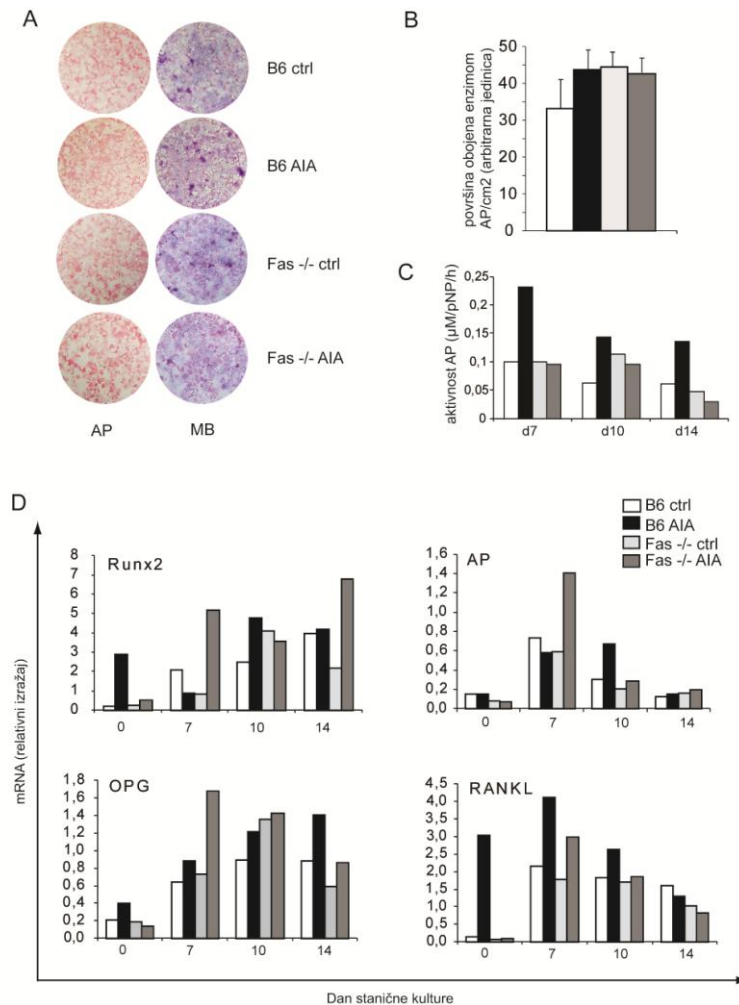 A
B6 ctrl
B6 AIA
Fas -/- ctrl
Fas -/- AIA
AP MB
B
površina obojena enzimom
AP/cm2 (arbitrarna jedinica)
50
40
30
20
10
0
C
aktivnost AP (µM/pNP/h)
0,25
0,2
0,15
0,1
0,05
0
d7 d10 d14
D
B6 ctrl
B6 AIA
Fas -/- ctrl
Fas -/- AIA
mRNA (relativni izražaj)
Runx2
8
7
6
5
4
3
2
1
0
0 7 10 14
AP
1,6
1,4
1,2
1,0
0,8
0,6
0,4
0,2
0,0
0 7 10 14
OPG
1,8
1,6
1,4
1,2
1,0
0,8
0,6
0,4
0,2
0,0
0 7 10 14
RANKL
4,5
4,0
3,5
3,0
2,5
2,0
1,5
1,0
0,5
0,0
0 7 10 14
Dan stanične kulture